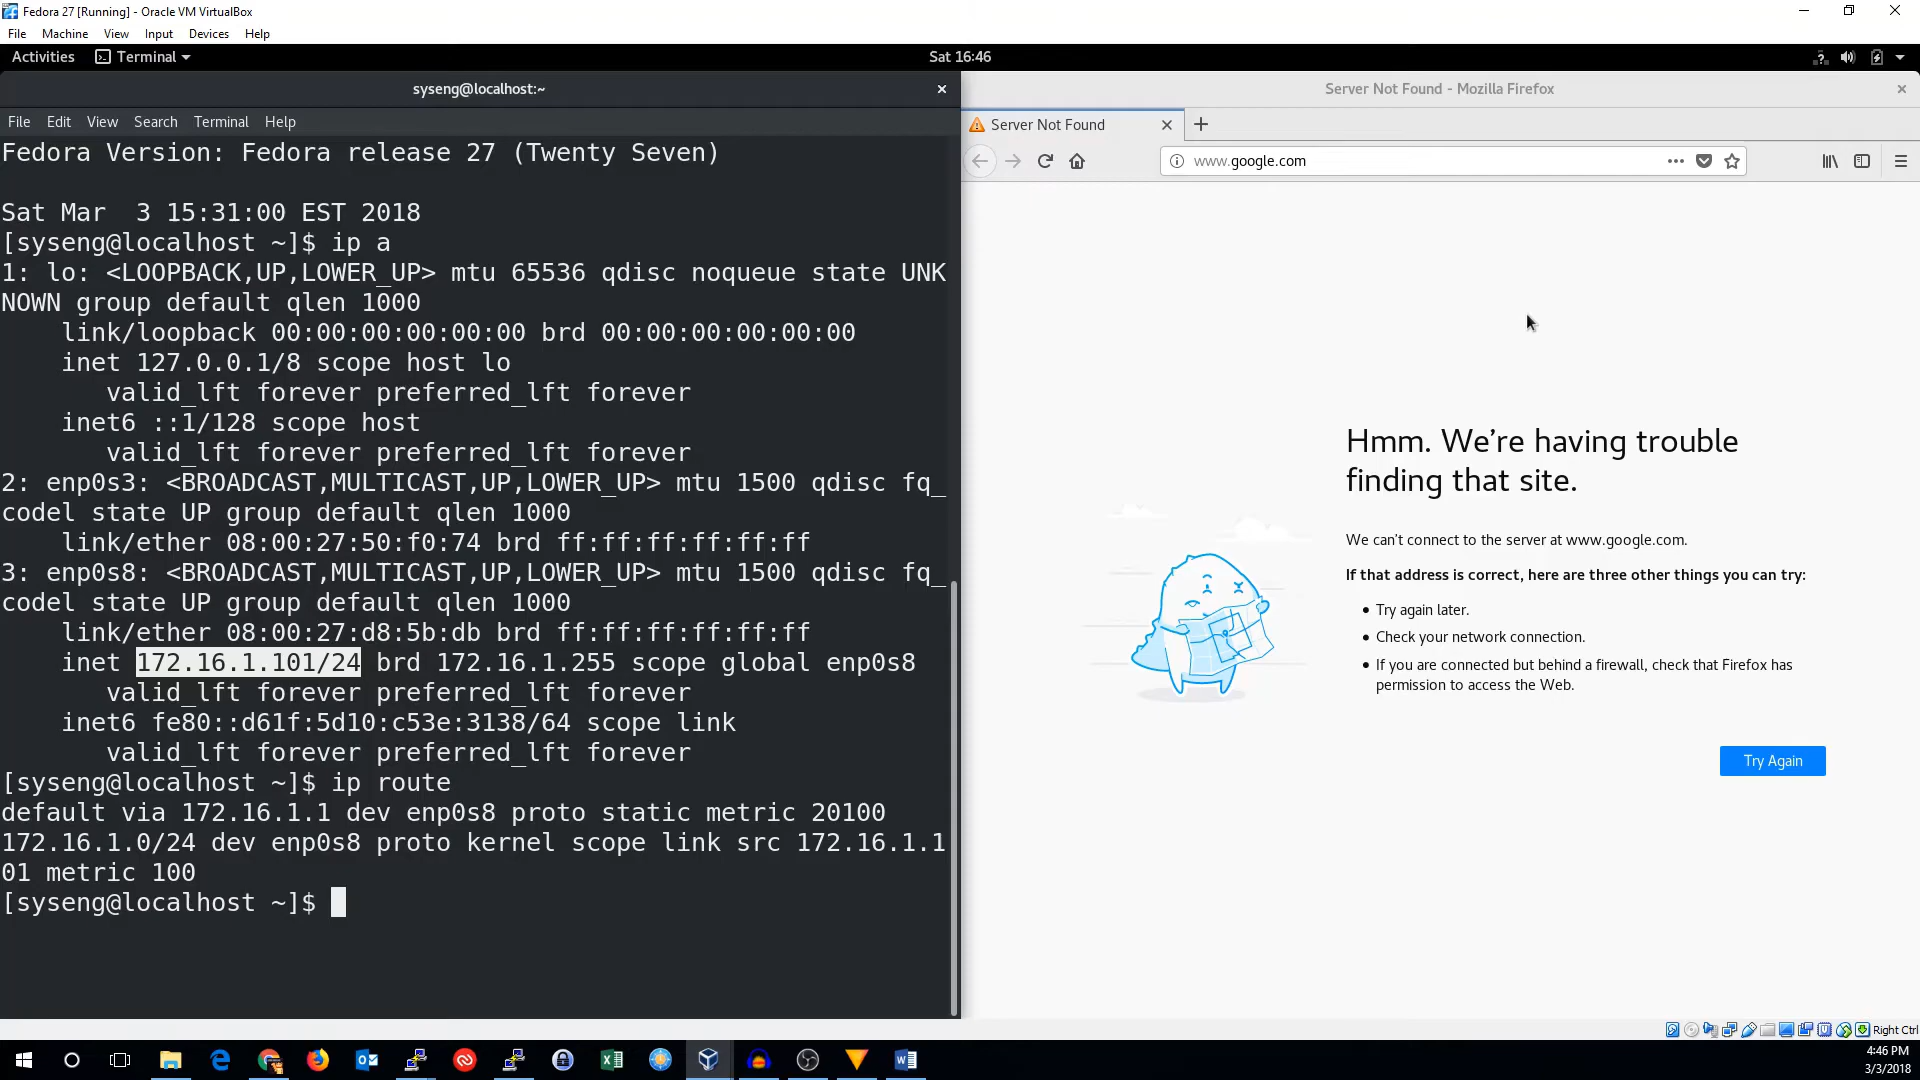 Fedora 27 [Running] - Oracle VM VirtualBox
File Machine View Input Devices Help
Activities Terminal Sat 16:46
syseng@localhost:~
File Edit View Search Terminal Help
Fedora Version: Fedora release 27 (Twenty Seven)
Sat Mar  3 15:31:00 EST 2018
[syseng@localhost ~]$ ip a
1: lo: <LOOPBACK,UP,LOWER_UP> mtu 65536 qdisc noqueue state UNK
NOWN group default qlen 1000
link/loopback 00:00:00:00:00:00 brd 00:00:00:00:00:00
inet 127.0.0.1/8 scope host lo
valid_lft forever preferred_lft forever
inet6 ::1/128 scope host
valid_lft forever preferred_lft forever
2: enp0s3: <BROADCAST,MULTICAST,UP,LOWER_UP> mtu 1500 qdisc fq_
codel state UP group default qlen 1000
link/ether 08:00:27:50:f0:74 brd ff:ff:ff:ff:ff:ff
3: enp0s8: <BROADCAST,MULTICAST,UP,LOWER_UP> mtu 1500 qdisc fq_
codel state UP group default qlen 1000
link/ether 08:00:27:d8:5b:db brd ff:ff:ff:ff:ff:ff
inet 172.16.1.101/24 brd 172.16.1.255 scope global enp0s8
valid_lft forever preferred_lft forever
inet6 fe80::d61f:5d10:c53e:3138/64 scope link
valid_lft forever preferred_lft forever
[syseng@localhost ~]$ ip route
default via 172.16.1.1 dev enp0s8 proto static metric 20100
172.16.1.0/24 dev enp0s8 proto kernel scope link src 172.16.1.1
01 metric 100
[syseng@localhost ~]$
Server Not Found - Mozilla Firefox
Server Not Found
www.google.com
Hmm. We’re having trouble
finding that site.
We can’t connect to the server at www.google.com.
If that address is correct, here are three other things you can try:
Try again later.
Check your network connection.
If you are connected but behind a firewall, check that Firefox has
permission to access the Web.
Try Again
Right Ctrl
4:46 PM
3/3/2018